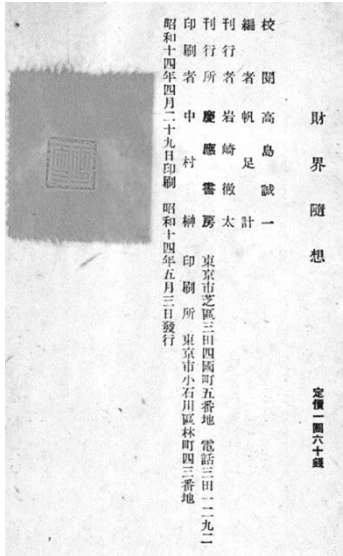 財界隨想
定價一圓六十錢
校閲 高島誠一
編者 帆足計
刊行者 岩崎徹太
刊行所 慶應書房 東京市芝區三田四國町五番地 電話三田一二九二
印刷者 中村榊 印刷所 東京市小石川區林町四三番地
昭和十四年四月二十九日印刷 昭和十四年五月三日發行